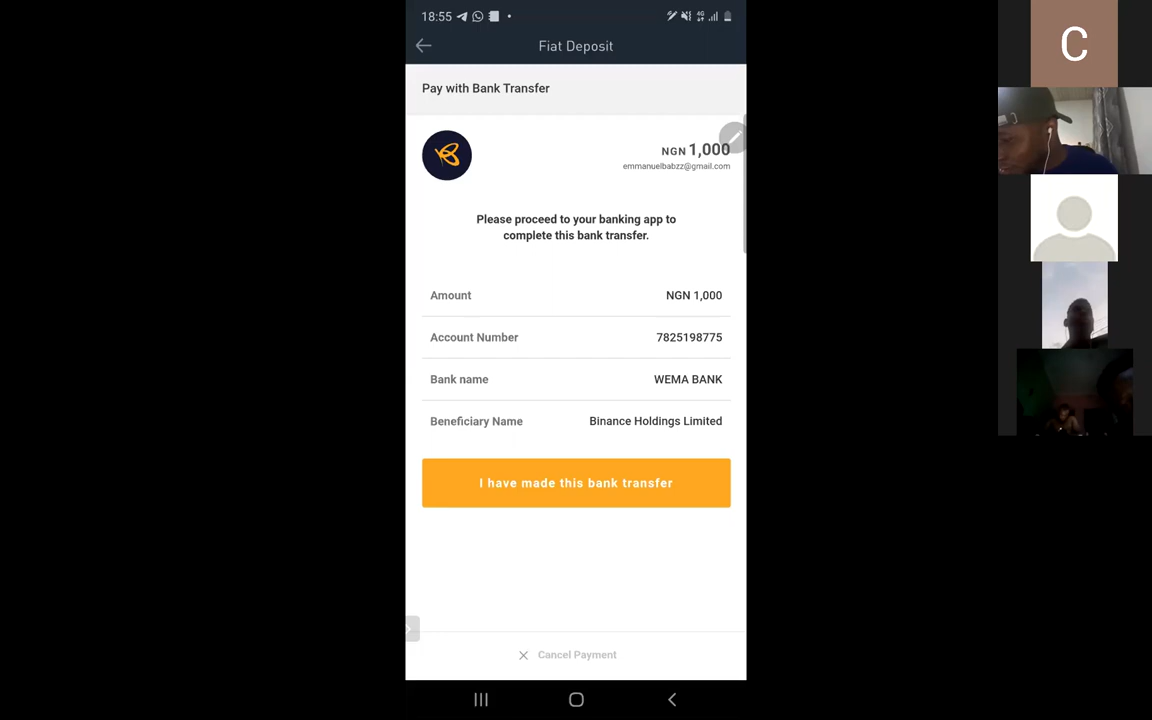 18:55
Fiat Deposit
Pay with Bank Transfer
NGN 1,000
emmanuelbabzz@gmail.com
Please proceed to your banking app to
complete this bank transfer.
Amount NGN 1,000
Account Number 7825198775
Bank name WEMA BANK
Beneficiary Name Binance Holdings Limited
I have made this bank transfer
Cancel Payment
C